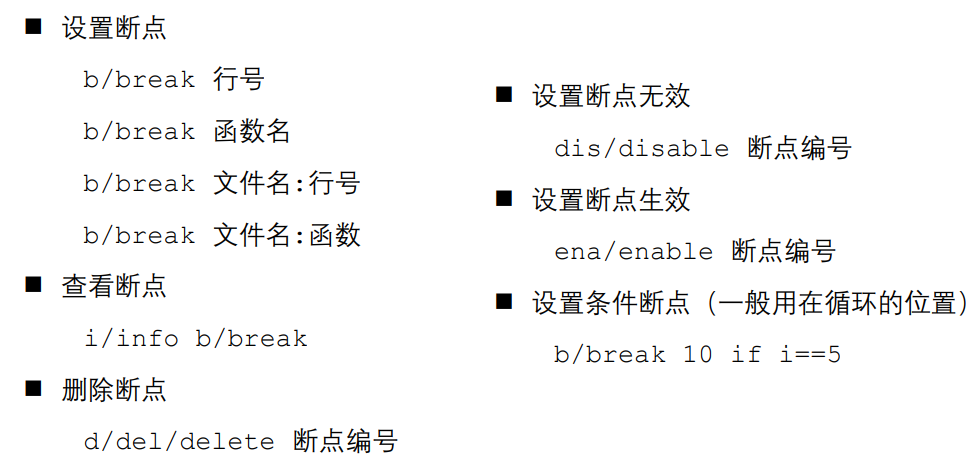 ■ 设置断点
b/break 行号
b/break 函数名
b/break 文件名:行号
b/break 文件名:函数
■ 查看断点
i/info b/break
■ 删除断点
d/del/delete 断点编号
■ 设置断点无效
dis/disable 断点编号
■ 设置断点生效
ena/enable 断点编号
■ 设置条件断点（一般用在循环的位置）
b/break 10 if i==5